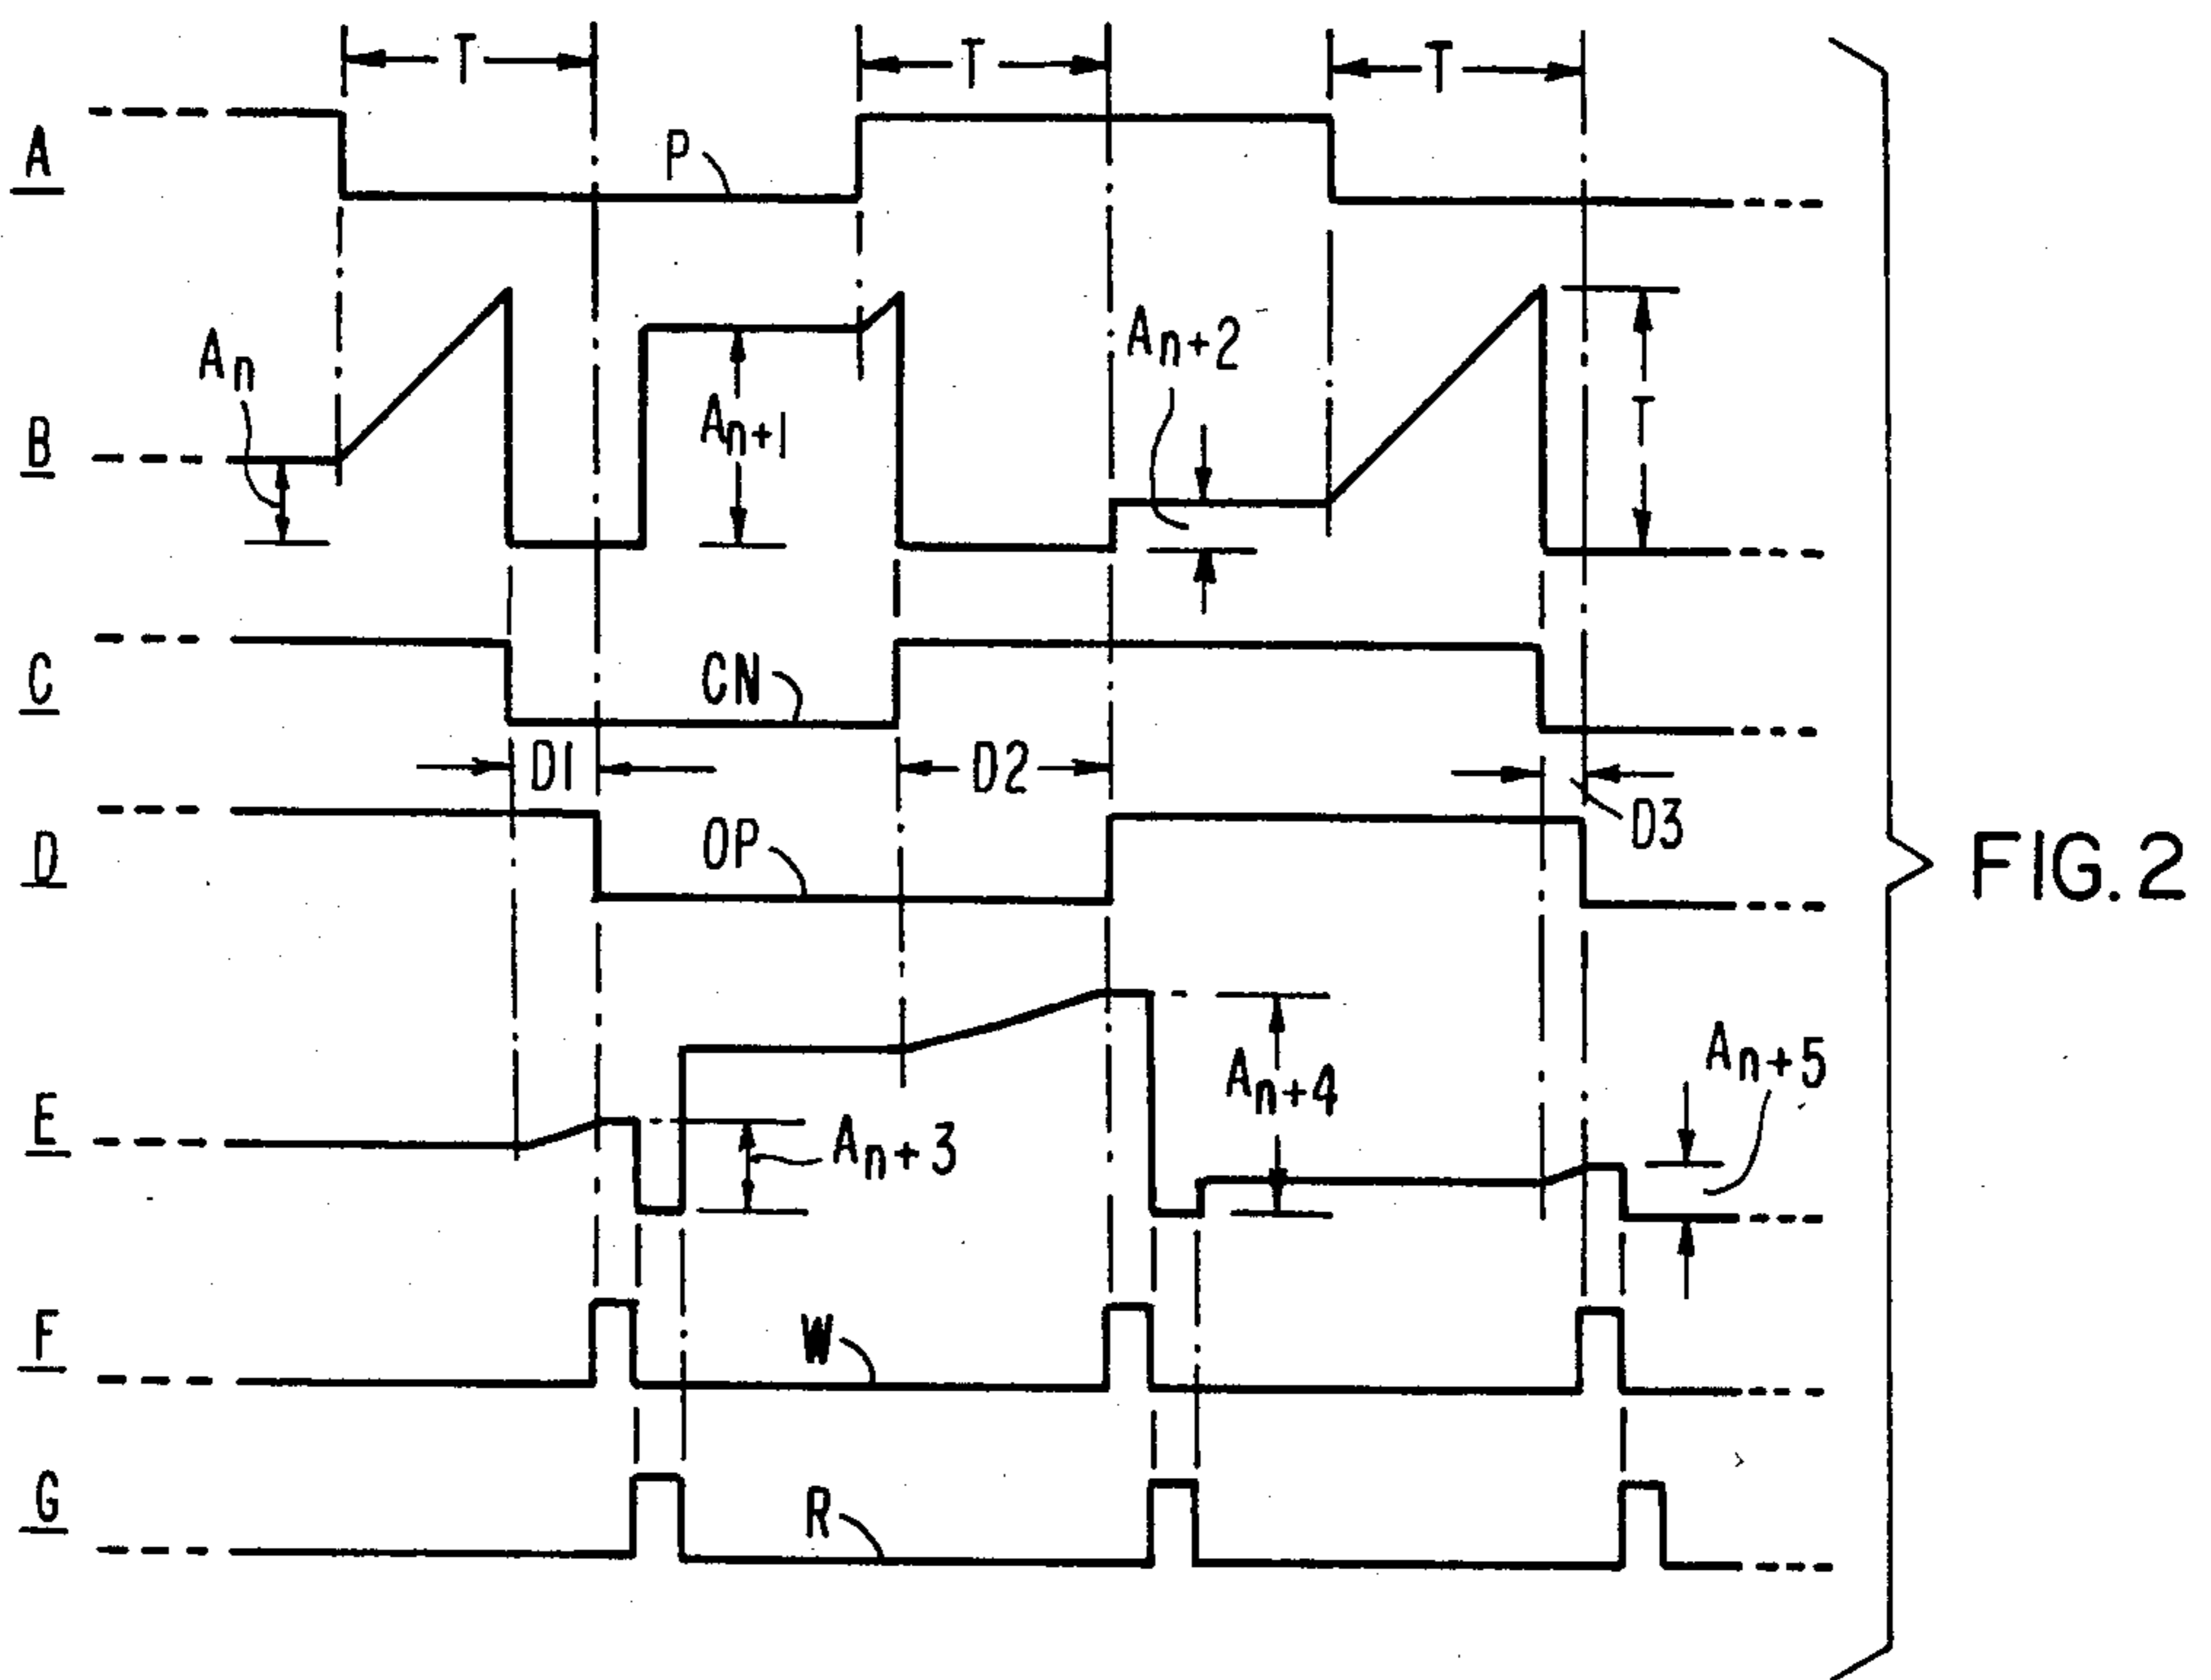 T T T
A P
An An+1 An+2 T
B
C CN
D1 D2 D3
D OP
FIG. 2
E An+3 An+4 An+5
F W
G R